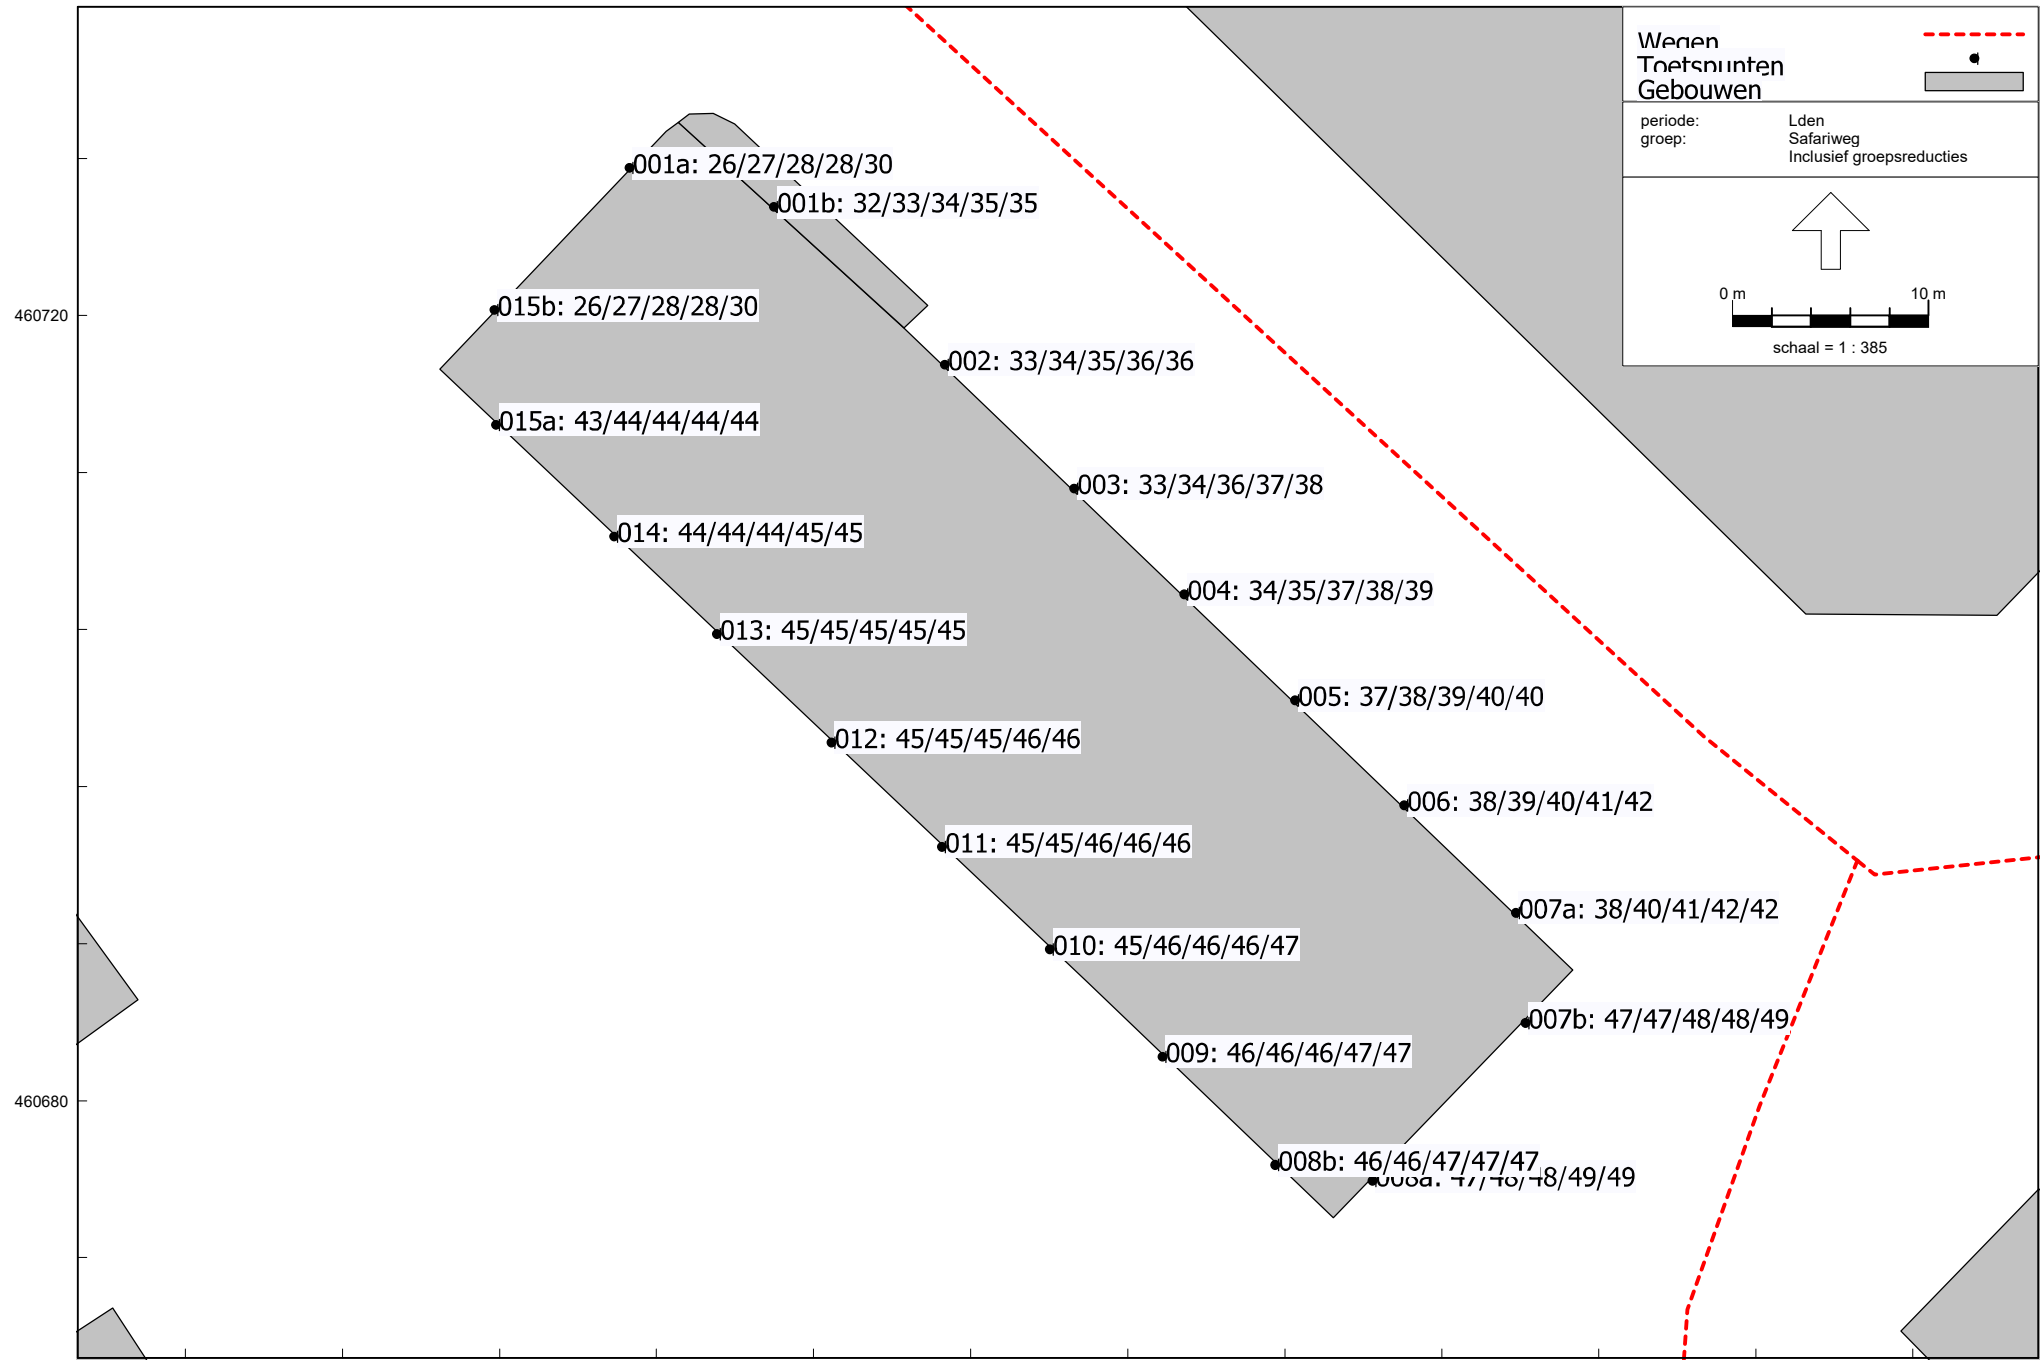 Wegen
Toetspunten
Gebouwen
periode: Lden
groep: Safariweg
Inclusief groepsreducties
0 m 10 m
schaal = 1 : 385
001a: 26/27/28/28/30
001b: 32/33/34/35/35
015b: 26/27/28/28/30
460720
002: 33/34/35/36/36
015a: 43/44/44/44/44
003: 33/34/36/37/38
014: 44/44/44/45/45
004: 34/35/37/38/39
013: 45/45/45/45/45
005: 37/38/39/40/40
012: 45/45/45/46/46
006: 38/39/40/41/42
011: 45/45/46/46/46
007a: 38/40/41/42/42
010: 45/46/46/46/47
007b: 47/47/48/48/49
009: 46/46/46/47/47
460680
008b: 46/46/47/47/47
008a: 47/48/48/49/49